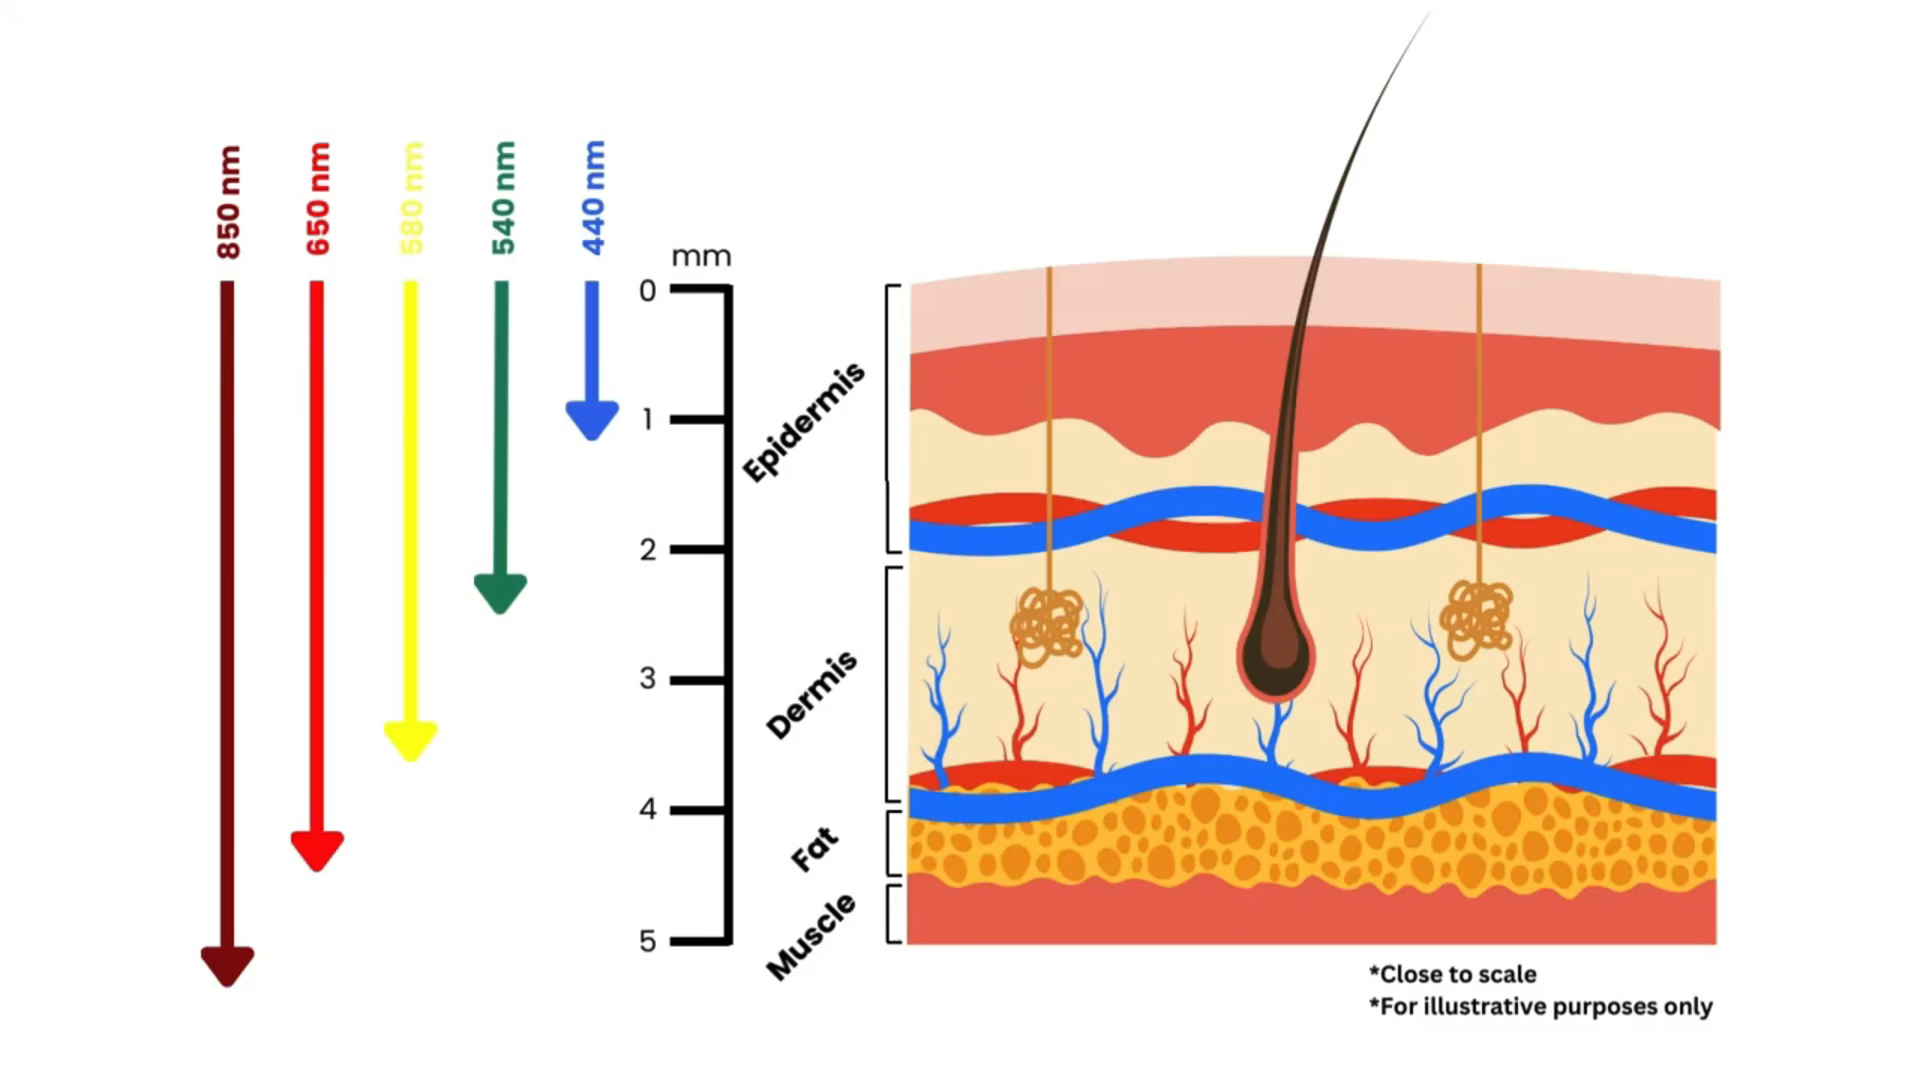 850 nm
650 nm
580 nm
540 nm
440 nm
mm
0
1
2
3
4
5
Epidermis
Dermis
Fat
Muscle
*Close to scale
*For illustrative purposes only